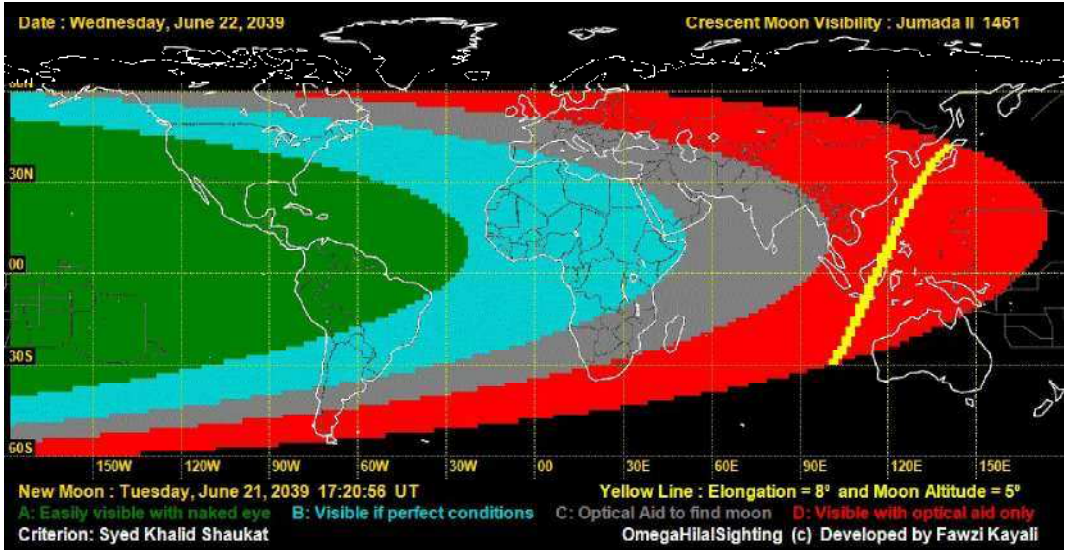 Date : Wednesday, June 22, 2039
Crescent Moon Visibility : Jumada II 1461
60N
30N
00
30S
60S
150W 120W 90W 60W 30W 00 30E 60E 90E 120E 150E
New Moon : Tuesday, June 21, 2039 17:20:56 UT
Yellow Line : Elongation = 8° and Moon Altitude = 5°
A: Easily visible with naked eye B: Visible if perfect conditions C: Optical Aid to find moon D: Visible with optical aid only
Criterion: Syed Khalid Shaukat
OmegaHilalSighting (c) Developed by Fawzi Kayali